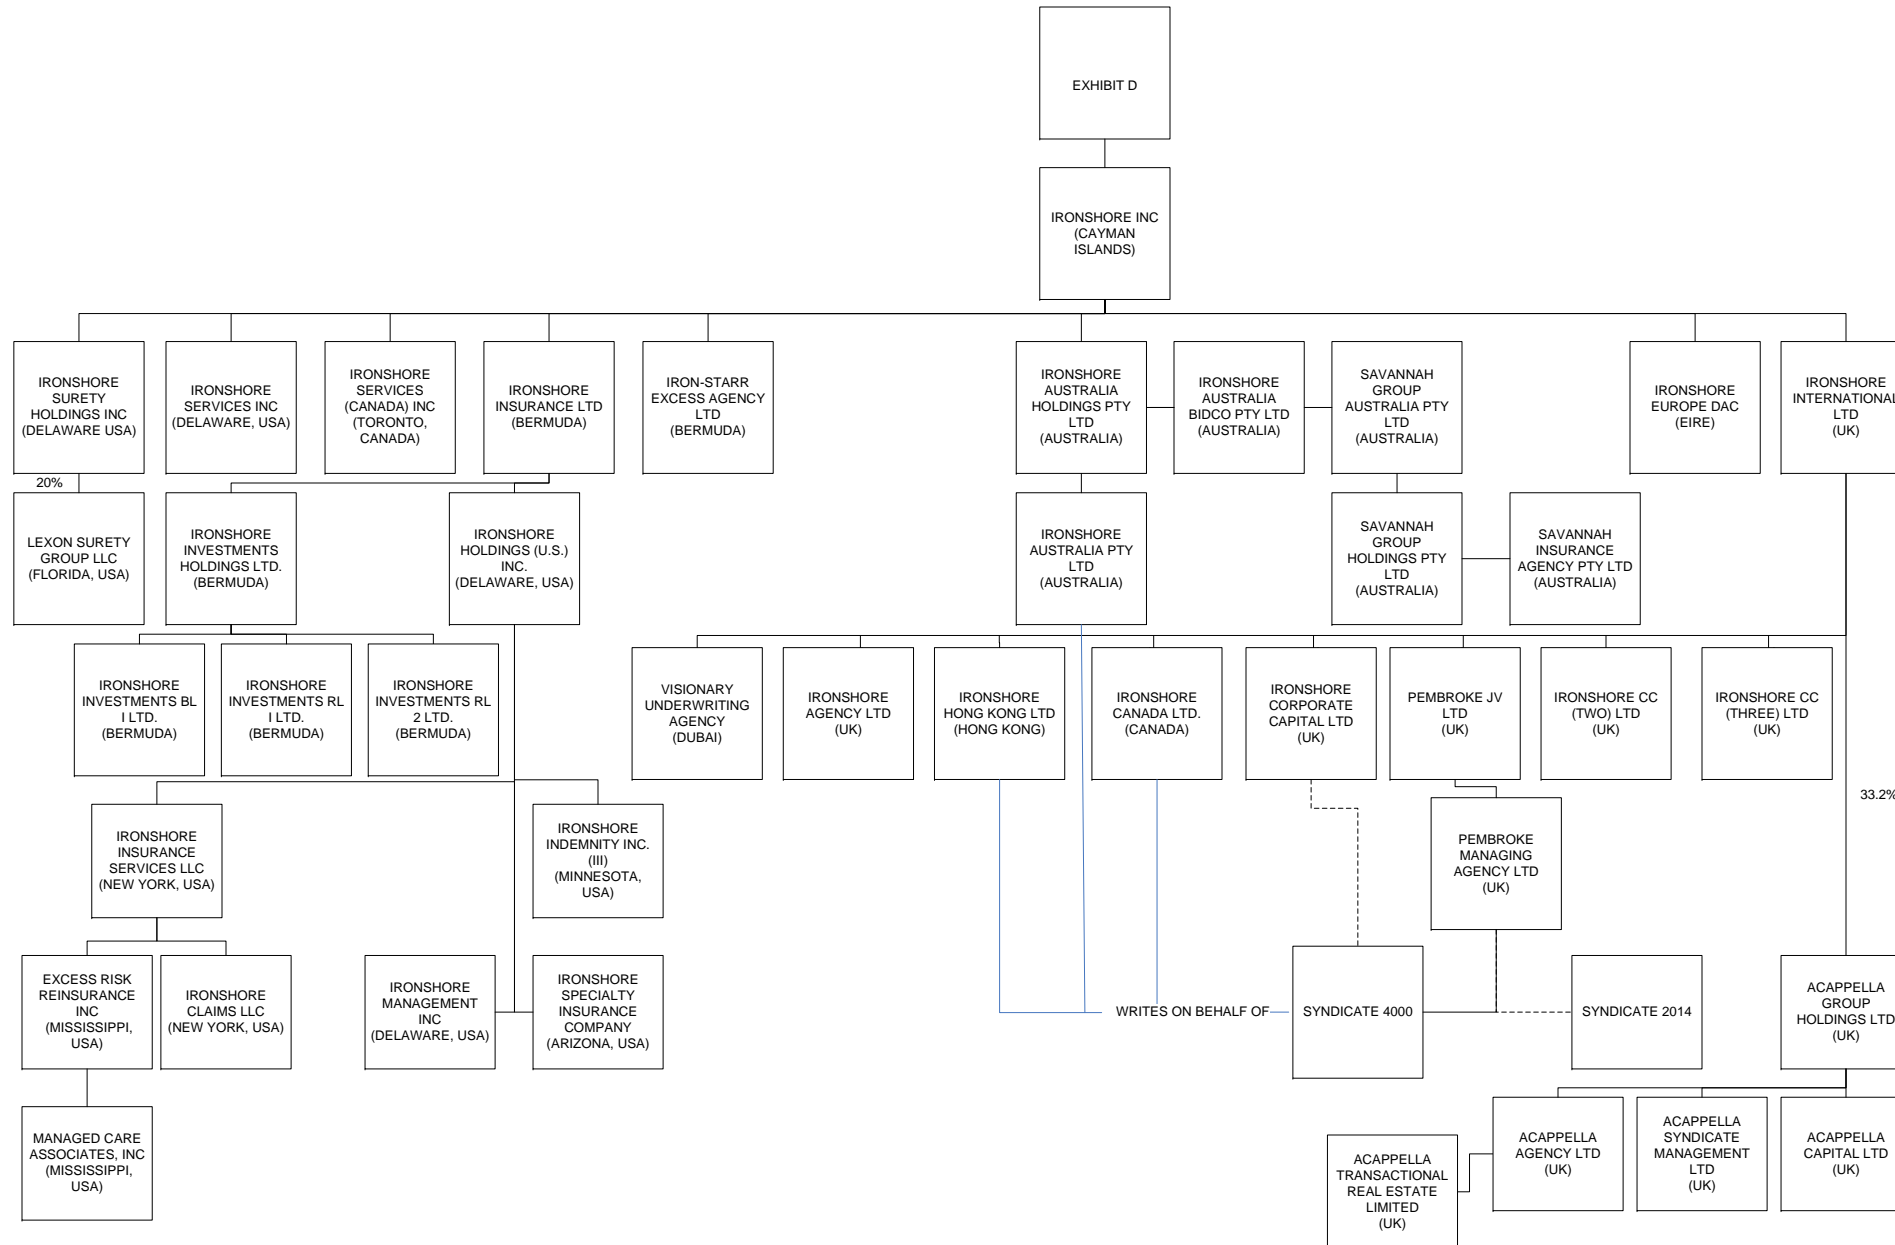 EXHIBIT D
IRONSHORE INC
(CAYMAN
ISLANDS)
IRONSHORE
SURETY
HOLDINGS INC
(DELAWARE USA)
IRONSHORE
SERVICES INC
(DELAWARE, USA)
IRONSHORE
SERVICES
(CANADA) INC
(TORONTO,
CANADA)
IRONSHORE
INSURANCE LTD
(BERMUDA)
IRON-STARR
EXCESS AGENCY
LTD
(BERMUDA)
IRONSHORE
AUSTRALIA
HOLDINGS PTY
LTD
(AUSTRALIA)
IRONSHORE
AUSTRALIA
BIDCO PTY LTD
(AUSTRALIA)
SAVANNAH
GROUP
AUSTRALIA PTY
LTD
(AUSTRALIA)
IRONSHORE
EUROPE DAC
(EIRE)
IRONSHORE
INTERNATIONAL
LTD
(UK)
20%
LEXON SURETY
GROUP LLC
(FLORIDA, USA)
IRONSHORE
INVESTMENTS
HOLDINGS LTD.
(BERMUDA)
IRONSHORE
HOLDINGS (U.S.)
INC.
(DELAWARE, USA)
IRONSHORE
AUSTRALIA PTY
LTD
(AUSTRALIA)
SAVANNAH
GROUP
HOLDINGS PTY
LTD
(AUSTRALIA)
SAVANNAH
INSURANCE
AGENCY PTY LTD
(AUSTRALIA)
IRONSHORE
INVESTMENTS BL
I LTD.
(BERMUDA)
IRONSHORE
INVESTMENTS RL
I LTD.
(BERMUDA)
IRONSHORE
INVESTMENTS RL
2 LTD.
(BERMUDA)
VISIONARY
UNDERWRITING
AGENCY
(DUBAI)
IRONSHORE
AGENCY LTD
(UK)
IRONSHORE
HONG KONG LTD
(HONG KONG)
IRONSHORE
CANADA LTD.
(CANADA)
IRONSHORE
CORPORATE
CAPITAL LTD
(UK)
PEMBROKE JV
LTD
(UK)
IRONSHORE CC
(TWO) LTD
(UK)
IRONSHORE CC
(THREE) LTD
(UK)
33.2%
IRONSHORE
INSURANCE
SERVICES LLC
(NEW YORK, USA)
IRONSHORE
INDEMNITY INC.
(III)
(MINNESOTA,
USA)
PEMBROKE
MANAGING
AGENCY LTD
(UK)
EXCESS RISK
REINSURANCE
INC
(MISSISSIPPI,
USA)
IRONSHORE
CLAIMS LLC
(NEW YORK, USA)
IRONSHORE
MANAGEMENT
INC
(DELAWARE, USA)
IRONSHORE
SPECIALTY
INSURANCE
COMPANY
(ARIZONA, USA)
WRITES ON BEHALF OF
SYNDICATE 4000
SYNDICATE 2014
ACAPPELLA
GROUP
HOLDINGS LTD
(UK)
MANAGED CARE
ASSOCIATES, INC
(MISSISSIPPI,
USA)
ACAPPELLA
TRANSACTIONAL
REAL ESTATE
LIMITED
(UK)
ACAPPELLA
AGENCY LTD
(UK)
ACAPPELLA
SYNDICATE
MANAGEMENT
LTD
(UK)
ACAPPELLA
CAPITAL LTD
(UK)